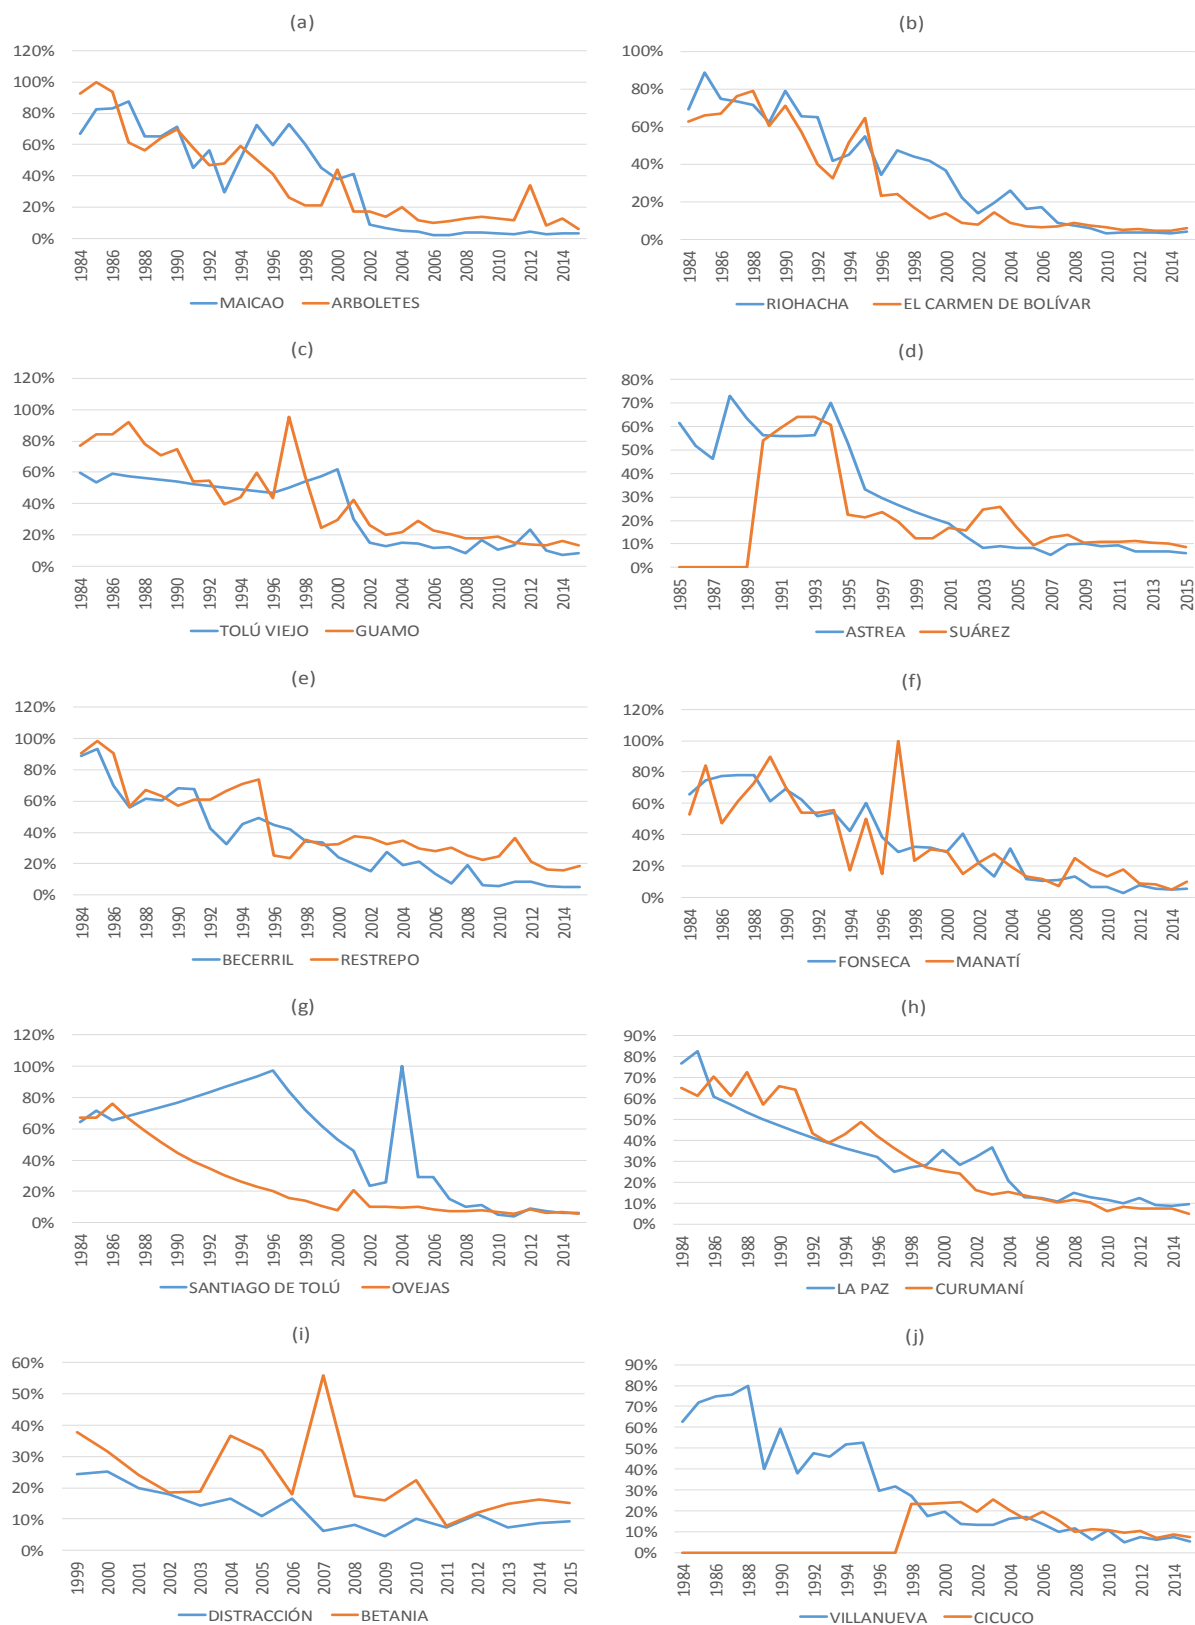 (a)
120%
100%
80%
60%
40%
20%
0%
1984 1986 1988 1990 1992 1994 1996 1998 2000 2002 2004 2006 2008 2010 2012 2014
MAICAO ARBOLETES
(b)
100%
80%
60%
40%
20%
0%
1984 1986 1988 1990 1992 1994 1996 1998 2000 2002 2004 2006 2008 2010 2012 2014
RIOHACHA EL CARMEN DE BOLÍVAR
(c)
120%
100%
80%
60%
40%
20%
0%
1984 1986 1988 1990 1992 1994 1996 1998 2000 2002 2004 2006 2008 2010 2012 2014
TOLÚ VIEJO GUAMO
(d)
80%
70%
60%
50%
40%
30%
20%
10%
0%
1985 1987 1989 1991 1993 1995 1997 1999 2001 2003 2005 2007 2009 2011 2013 2015
ASTREA SUÁREZ
(e)
120%
100%
80%
60%
40%
20%
0%
1984 1986 1988 1990 1992 1994 1996 1998 2000 2002 2004 2006 2008 2010 2012 2014
BECERRIL RESTREPO
(f)
120%
100%
80%
60%
40%
20%
0%
1984 1986 1988 1990 1992 1994 1996 1998 2000 2002 2004 2006 2008 2010 2012 2014
FONSECA MANATÍ
(g)
120%
100%
80%
60%
40%
20%
0%
1984 1986 1988 1990 1992 1994 1996 1998 2000 2002 2004 2006 2008 2010 2012 2014
SANTIAGO DE TOLÚ OVEJAS
(h)
90%
80%
70%
60%
50%
40%
30%
20%
10%
0%
1984 1986 1988 1990 1992 1994 1996 1998 2000 2002 2004 2006 2008 2010 2012 2014
LA PAZ CURUMANÍ
(i)
60%
50%
40%
30%
20%
10%
0%
1999 2000 2001 2002 2003 2004 2005 2006 2007 2008 2009 2010 2011 2012 2013 2014 2015
DISTRACCIÓN BETANIA
(j)
90%
80%
70%
60%
50%
40%
30%
20%
10%
0%
1984 1986 1988 1990 1992 1994 1996 1998 2000 2002 2004 2006 2008 2010 2012 2014
VILLANUEVA CICUCO